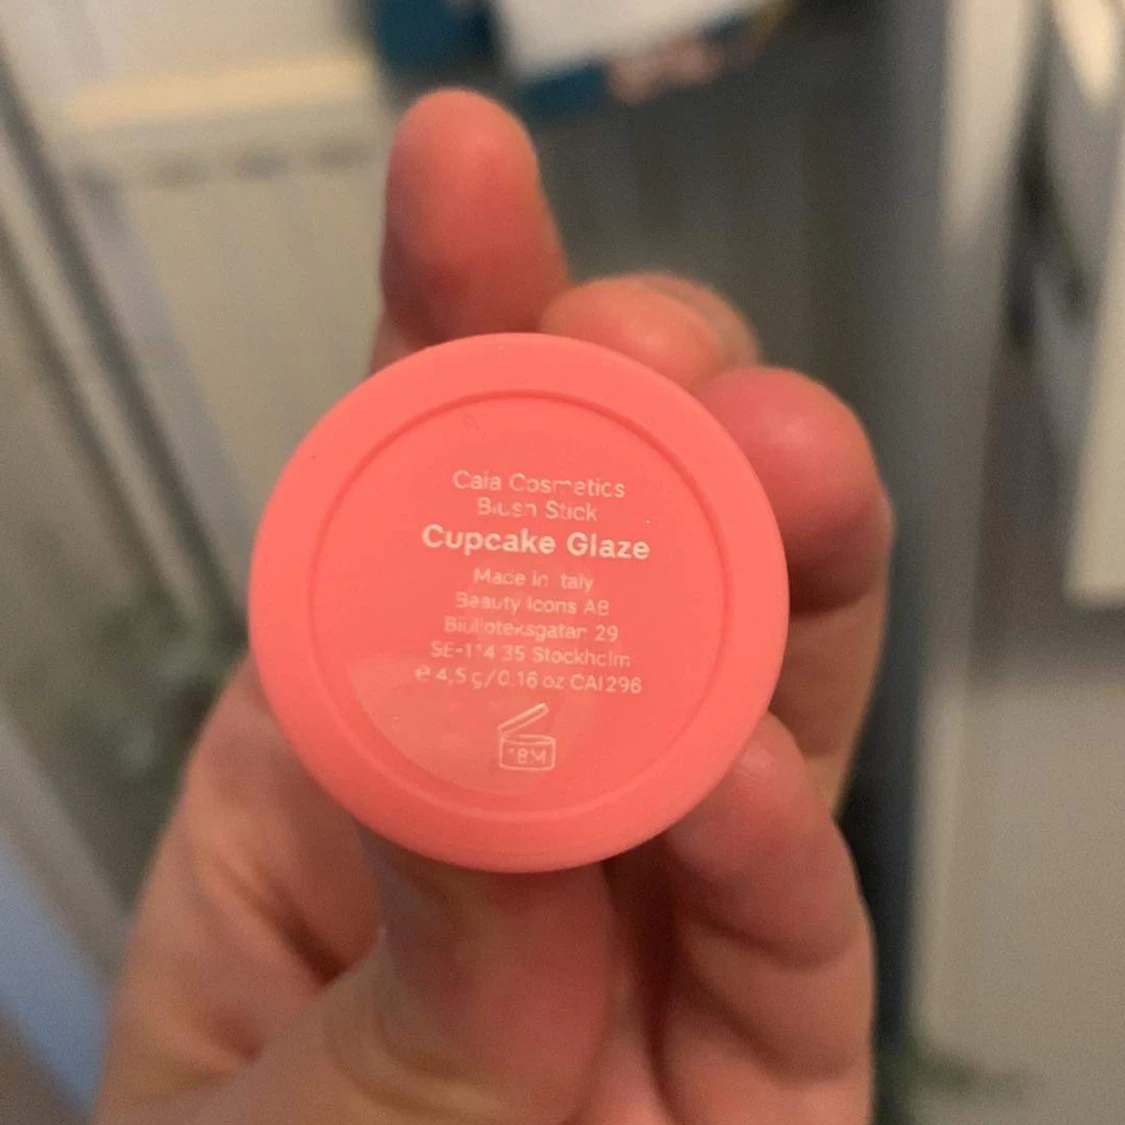 Caia Cosmetics
Blush Stick
Cupcake Glaze
Made in Italy
Beauty Icons AB
Biblioteksgatan 29
SE-114 35 Stockholm
℮ 4,5 g/0.16 oz CAI296
18M